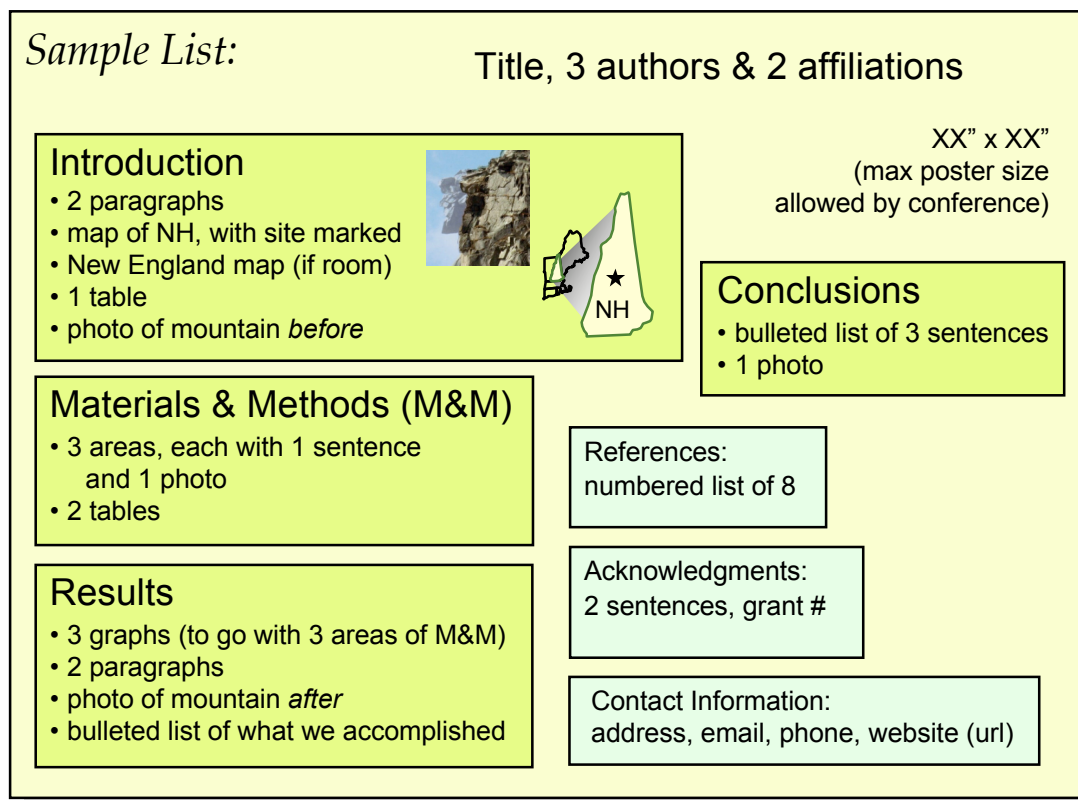 Sample List:
Title, 3 authors & 2 affiliations
XX” x XX”
(max poster size
allowed by conference)
Introduction
• 2 paragraphs
• map of NH, with site marked
• New England map (if room)
• 1 table
• photo of mountain before
NH
Materials & Methods (M&M)
• 3 areas, each with 1 sentence
and 1 photo
• 2 tables
Results
• 3 graphs (to go with 3 areas of M&M)
• 2 paragraphs
• photo of mountain after
• bulleted list of what we accomplished
Conclusions
• bulleted list of 3 sentences
• 1 photo
References:
numbered list of 8
Acknowledgments:
2 sentences, grant #
Contact Information:
address, email, phone, website (url)